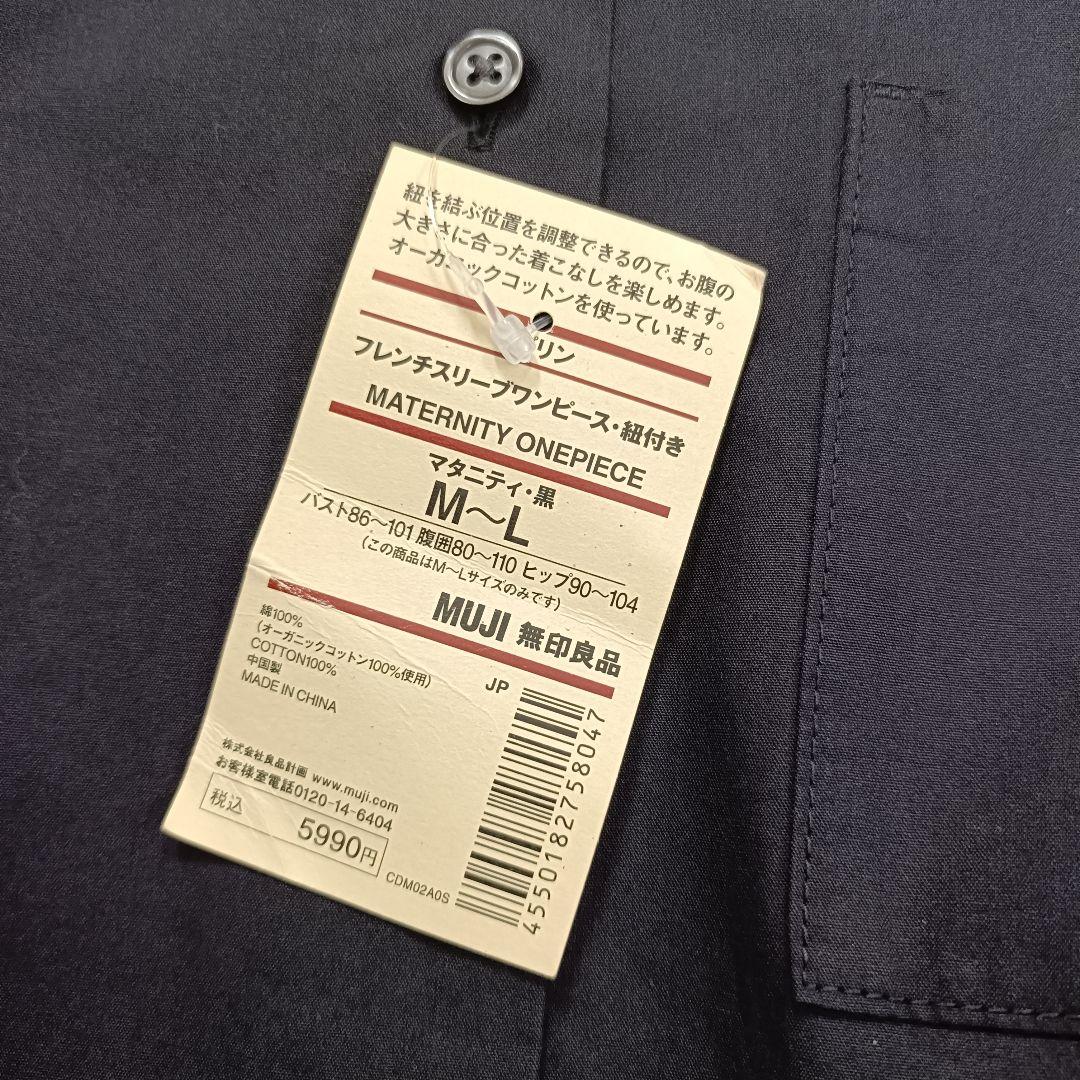 紐を結ぶ位置を調整できるので、お腹の
大きさに合った着こなしを楽しめます。
オーガニックコットンを使っています。
プリン
フレンチスリーブワンピース・紐付き
MATERNITY ONEPIECE
マタニティ・黒
M〜L
バスト86〜101 腹囲80〜110 ヒップ90〜104
(この商品はM〜Lサイズのみです)
MUJI 無印良品
綿100%
(オーガニックコットン100%使用)
COTTON100%
中国製
MADE IN CHINA
JP
株式会社良品計画 www.muji.com
お客様室電話0120-14-6404
税込
5990円
CDM02A0S
4550182758047